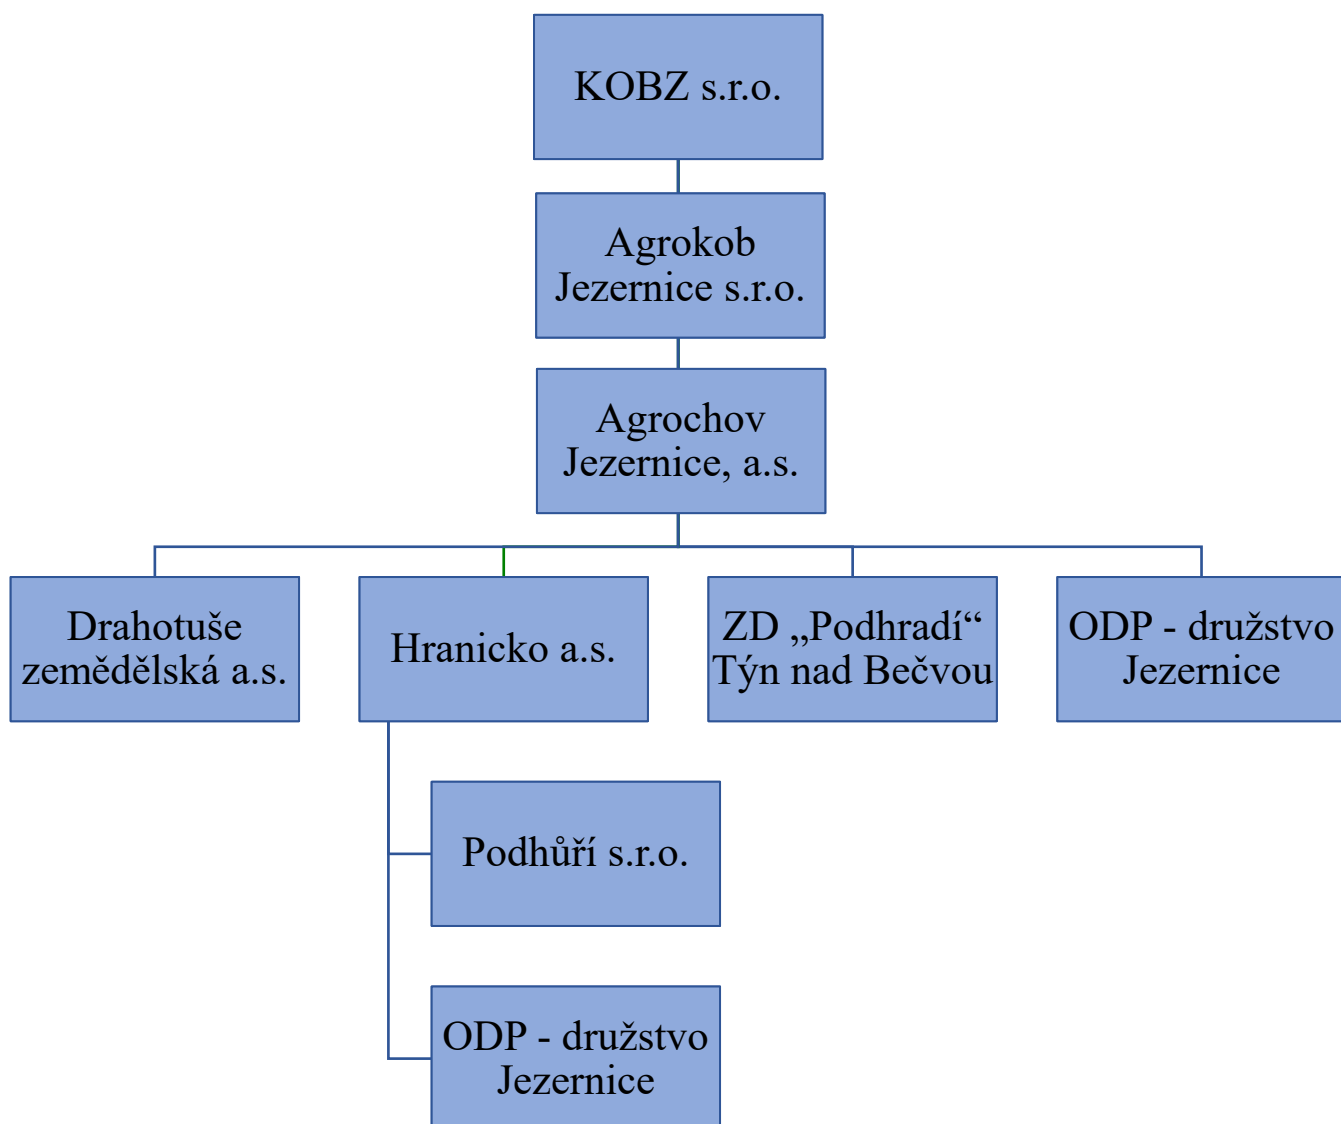 KOBZ s.r.o.
Agrokob
Jezernice s.r.o.
Agrochov
Jezernice, a.s.
Drahotuše
zemědělská a.s.
Hranicko a.s.
ZD „Podhradí“
Týn nad Bečvou
ODP - družstvo
Jezernice
Podhůří s.r.o.
ODP - družstvo
Jezernice